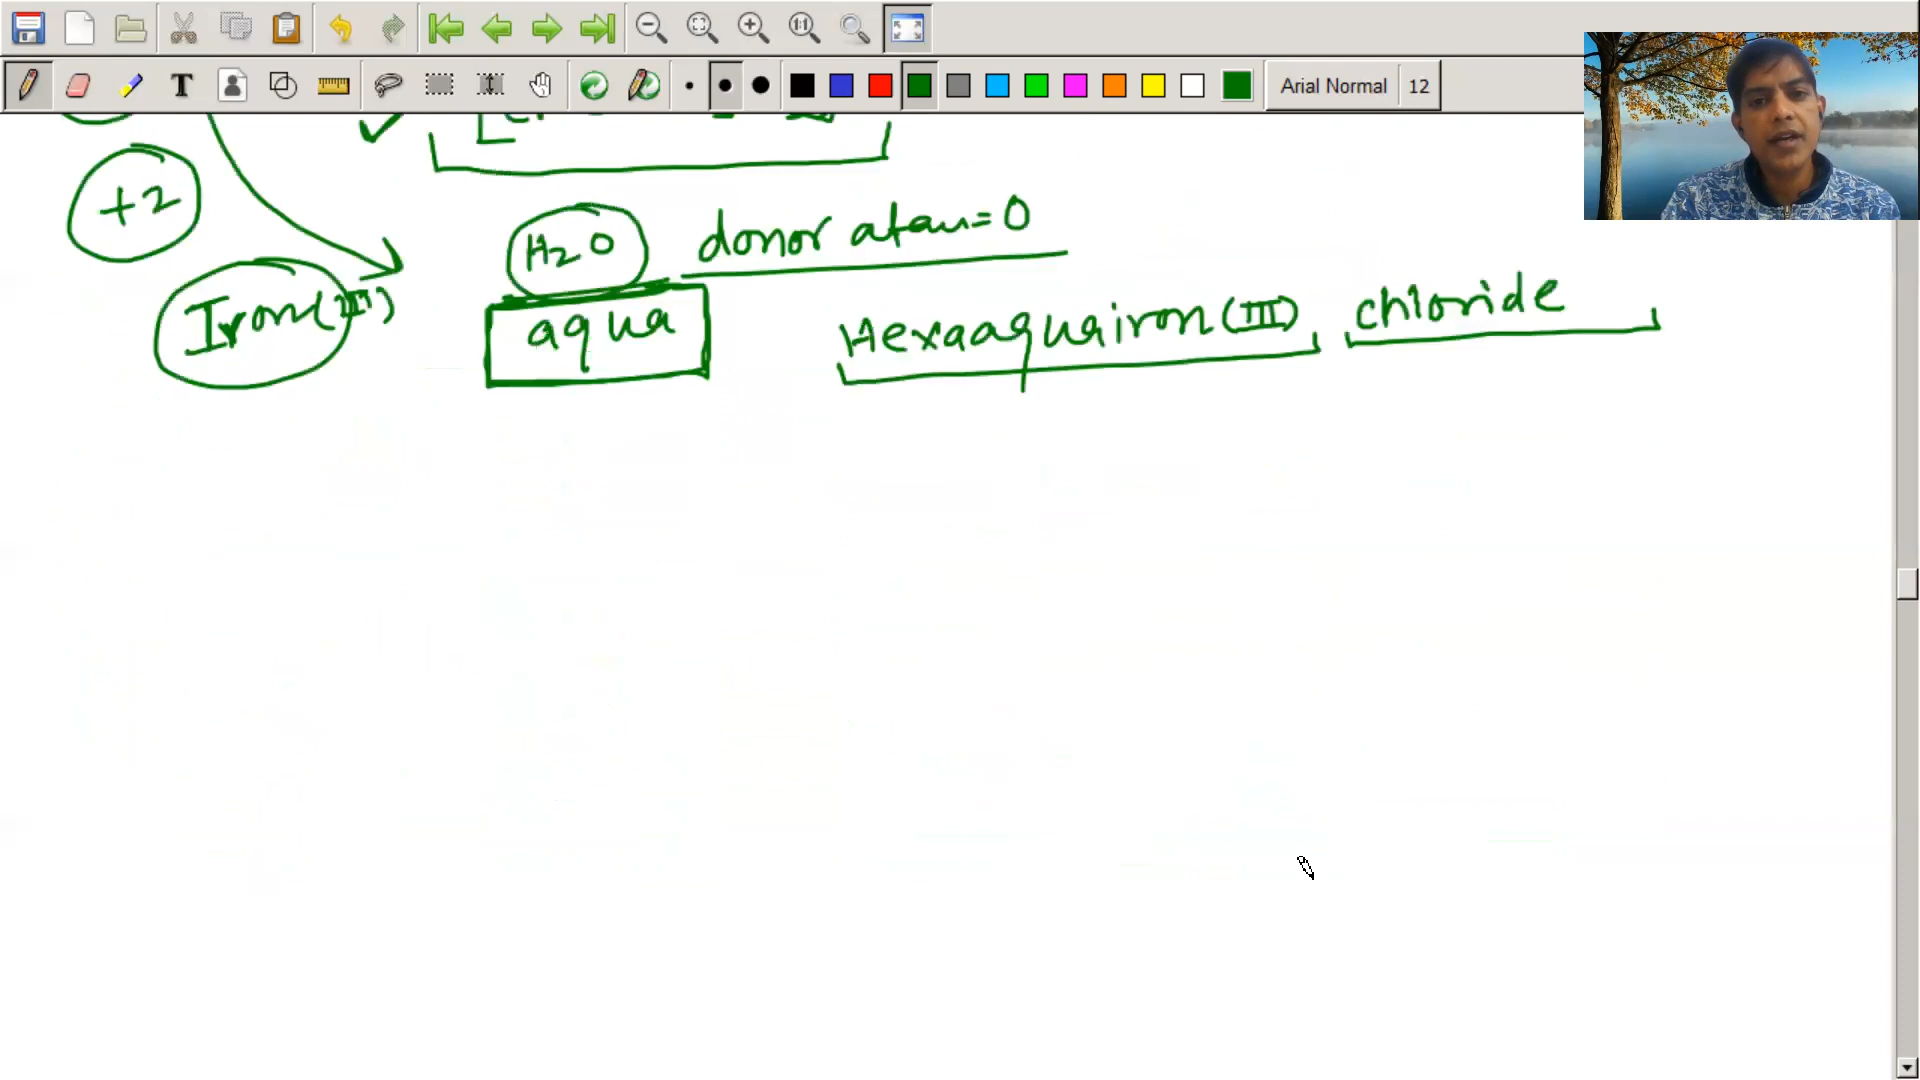 Arial Normal 12
+2
H2O donor atom=O
Iron(III) aqua Hexaaquairon(III) chloride